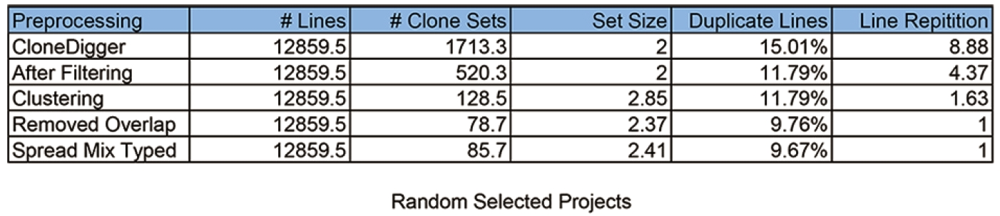 Preprocessing # Lines # Clone Sets Set Size Duplicate Lines Line Repitition
CloneDigger 12859.5 1713.3 2 15.01% 8.88
After Filtering 12859.5 520.3 2 11.79% 4.37
Clustering 12859.5 128.5 2.85 11.79% 1.63
Removed Overlap 12859.5 78.7 2.37 9.76% 1
Spread Mix Typed 12859.5 85.7 2.41 9.67% 1
Random Selected Projects